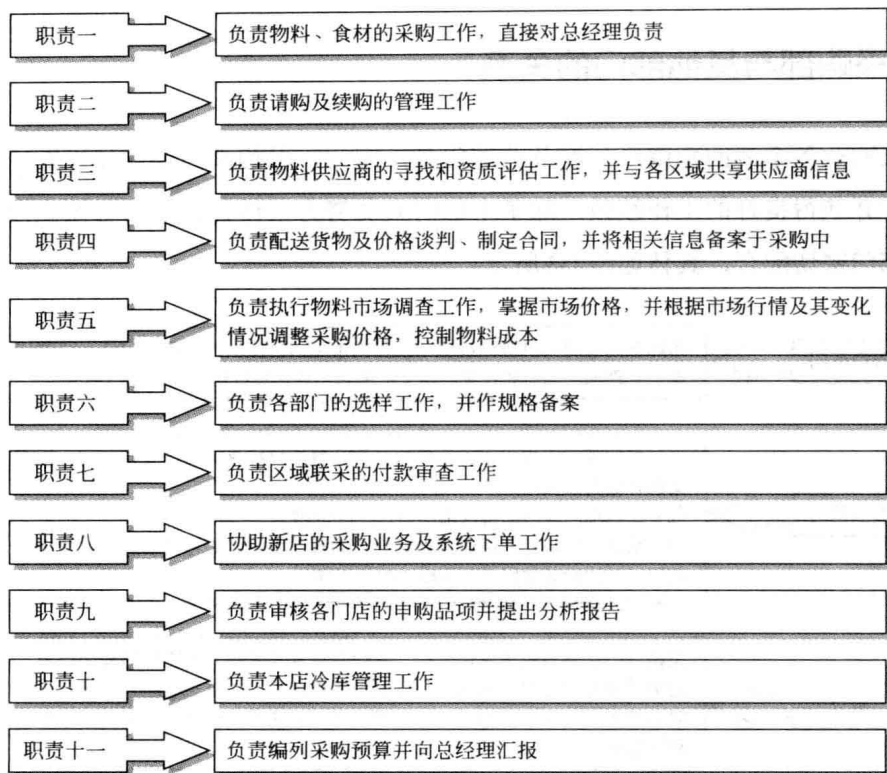 职责一
负责物料、食材的采购工作，直接对总经理负责
职责二
负责请购及续购的管理工作
职责三
负责物料供应商的寻找和资质评估工作，并与各区域共享供应商信息
职责四
负责配送货物及价格谈判、制定合同，并将相关信息备案于采购中
职责五
负责执行物料市场调查工作，掌握市场价格，并根据市场行情及其变化
情况调整采购价格，控制物料成本
职责六
负责各部门的选样工作，并作规格备案
职责七
负责区域联采的付款审查工作
职责八
协助新店的采购业务及系统下单工作
职责九
负责审核各门店的申购品项并提出分析报告
职责十
负责本店冷库管理工作
职责十一
负责编列采购预算并向总经理汇报